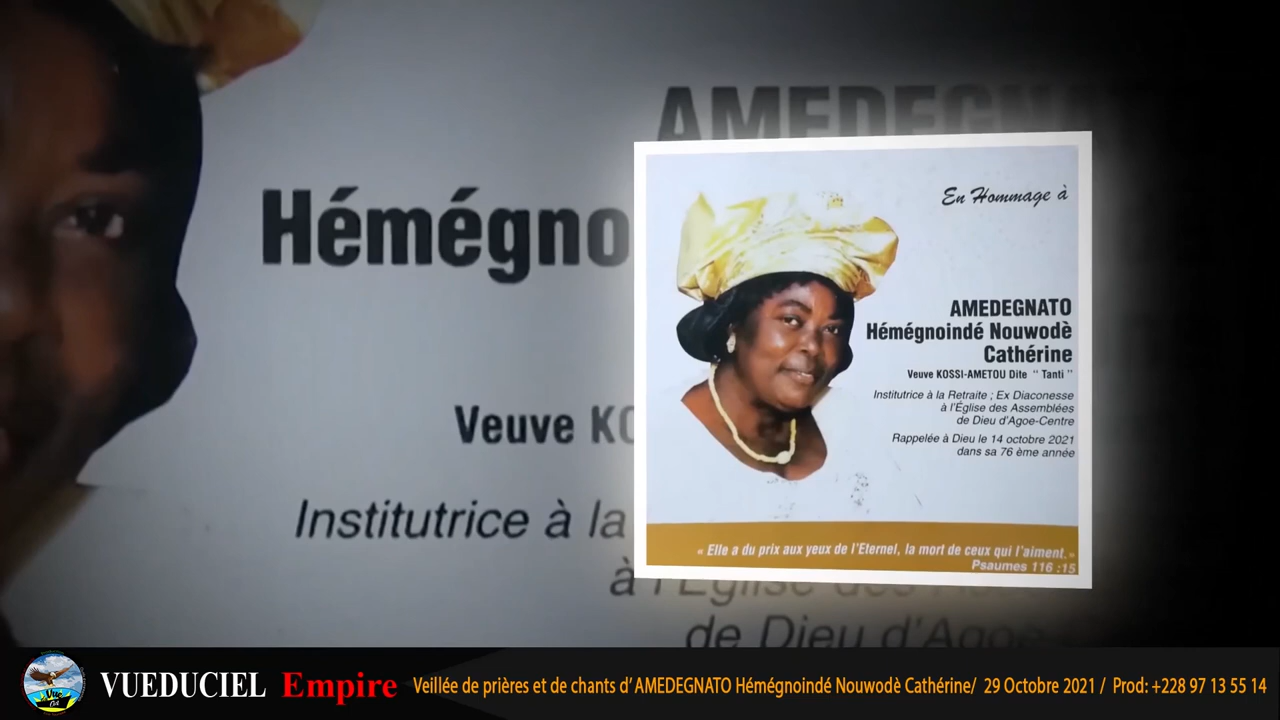 AMEDEGNA
Hémégno
Veuve KO
Institutrice à la
à l'Église des
de Dieu d'Agoe
En Hommage à
AMEDEGNATO
Hémégnoindé Nouwodè
Cathérine
Veuve KOSSI-AMETOU Dite " Tanti "
Institutrice à la Retraite ; Ex Diaconesse
à l'Église des Assemblées
de Dieu d'Agoe-Centre
Rappelée à Dieu le 14 octobre 2021
dans sa 76 ème année
« Elle a du prix aux yeux de l'Eternel, la mort de ceux qui l'aiment.»
Psaumes 116 :15
VUEDUCIEL Empire Veillée de prières et de chants d' AMEDEGNATO Hémégnoindé Nouwodè Cathérine/ 29 Octobre 2021 / Prod: +228 97 13 55 14